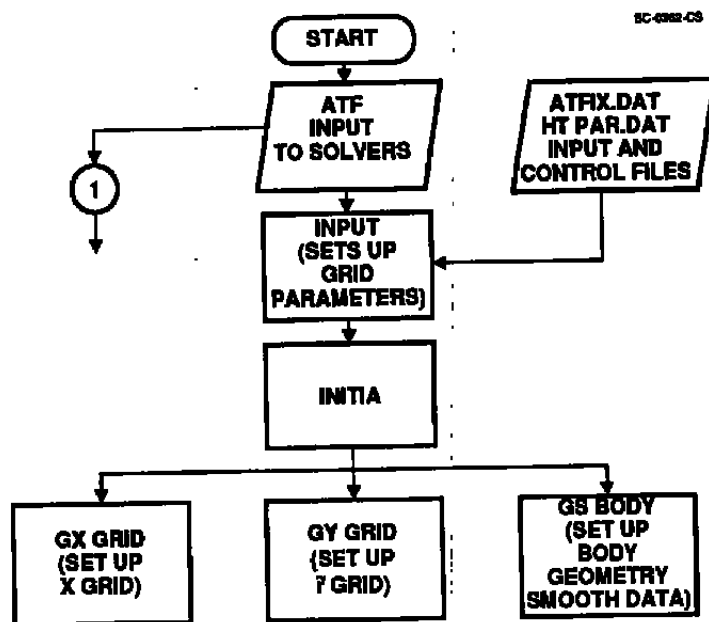 START
ATF
INPUT
TO SOLVERS
ATFIX.DAT
HT PAR.DAT
INPUT AND
CONTROL FILES
1
INPUT
(SETS UP
GRID
PARAMETERS)
INITIA
GX GRID
(SET UP
X GRID)
GY GRID
(SET UP
GRID)
GS BODY
(SET UP
BODY
GEOMETRY
SMOOTH DATA)